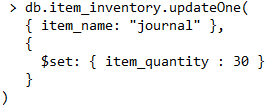 > db.item_inventory.updateOne(
{ item_name: "journal" },
{
$set: { item_quantity : 30 }
}
)